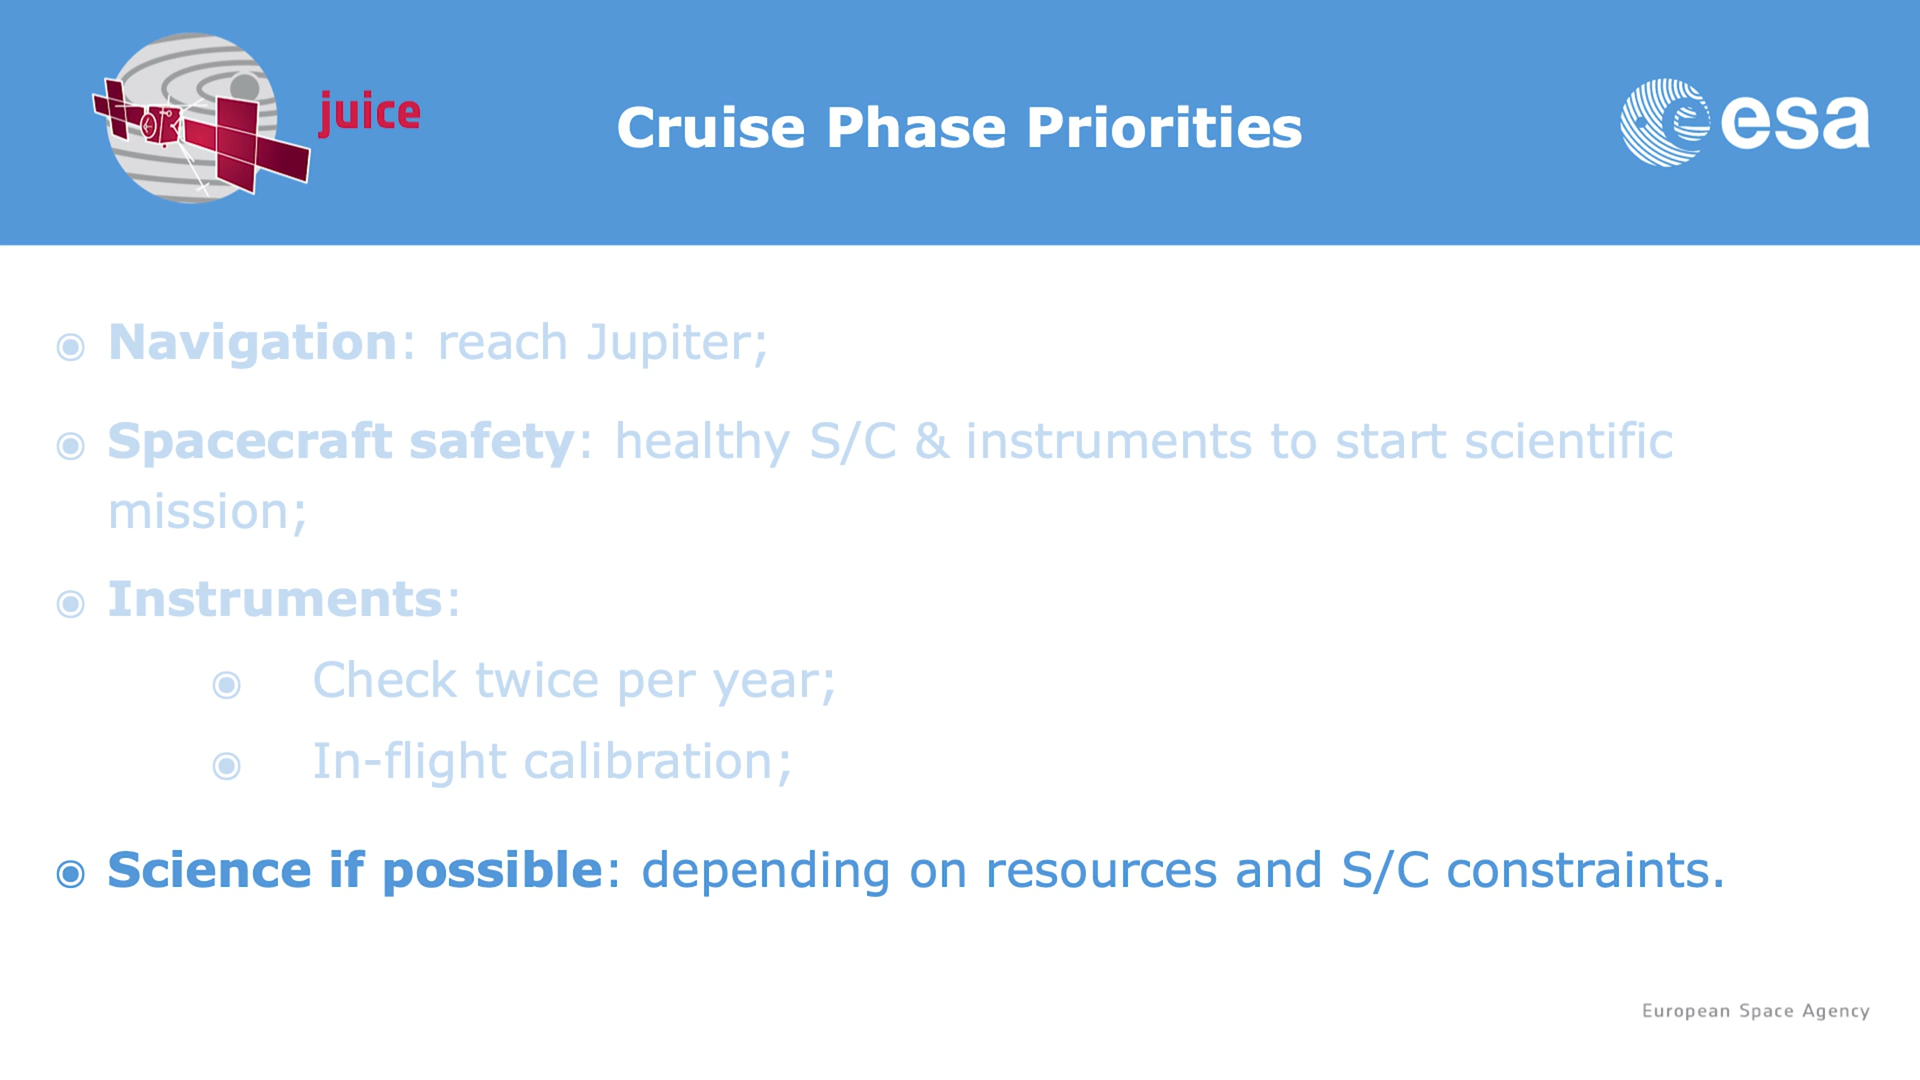 juice
Cruise Phase Priorities
esa
◉ Navigation: reach Jupiter;
◉ Spacecraft safety: healthy S/C & instruments to start scientific
mission;
◉ Instruments:
◉ Check twice per year;
◉ In-flight calibration;
◉ Science if possible: depending on resources and S/C constraints.
European Space Agency